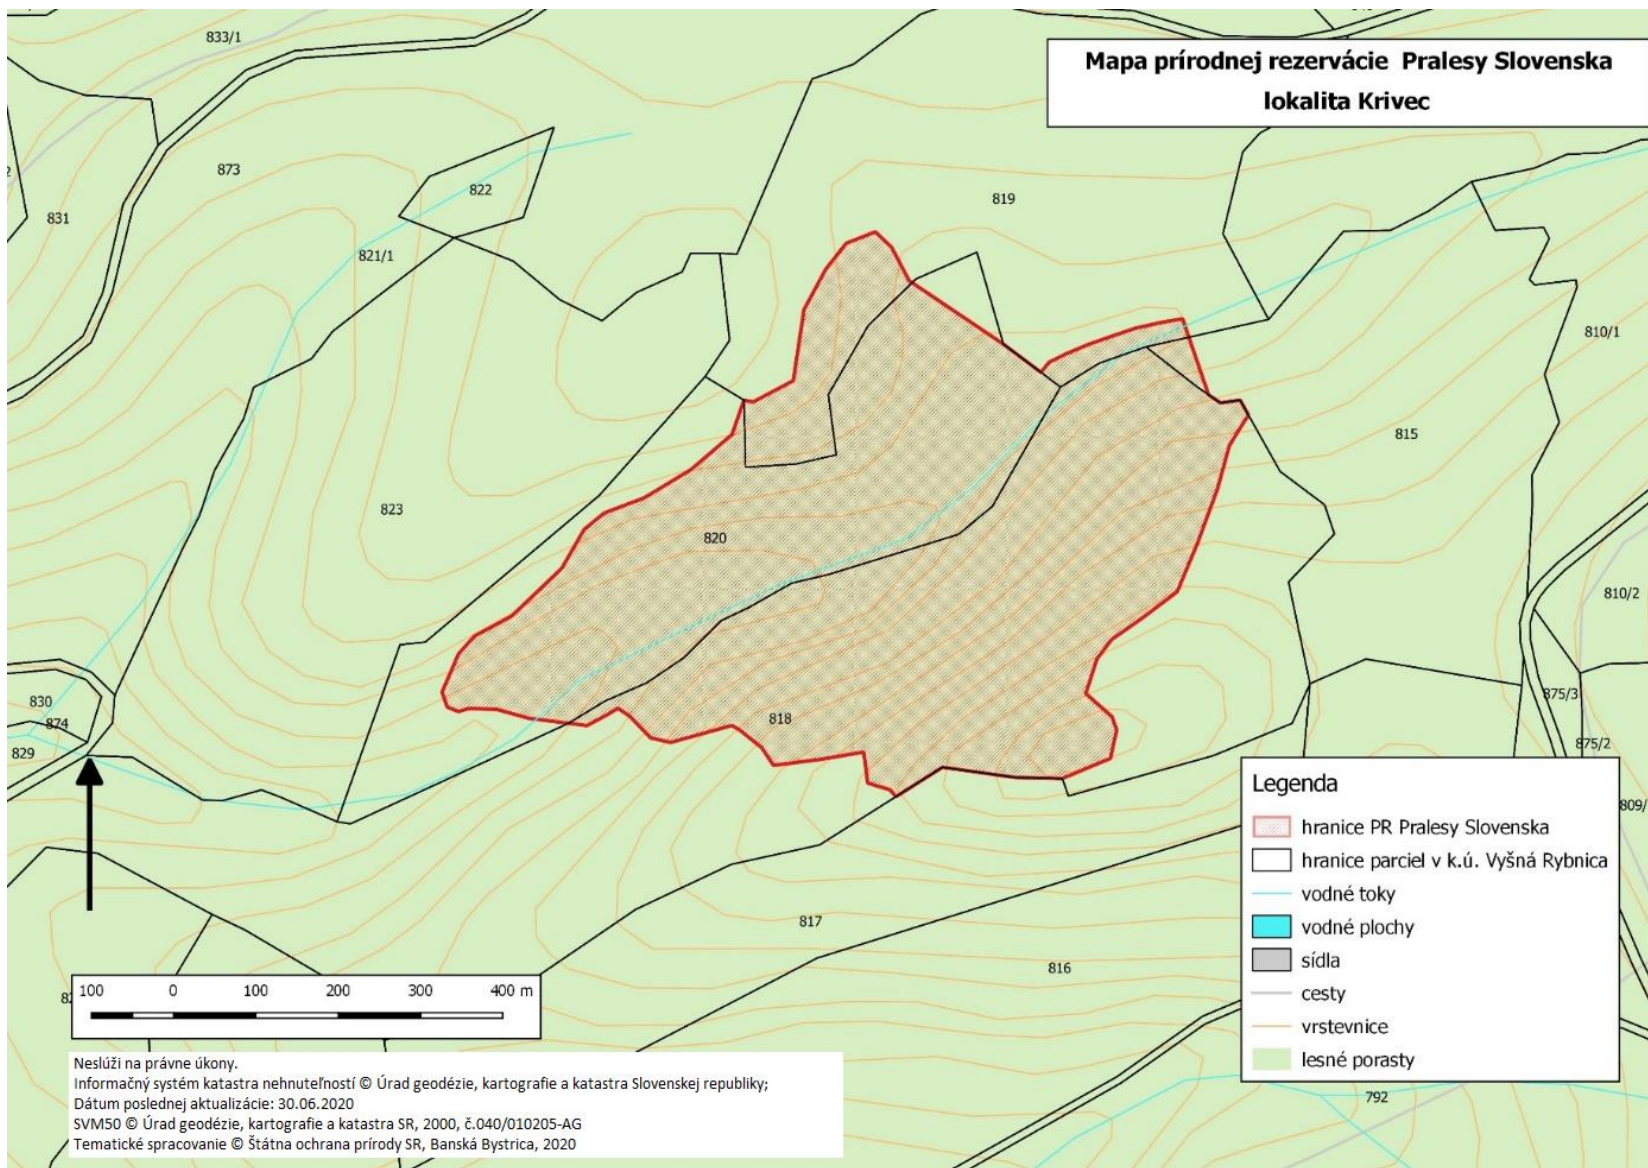 Mapa prírodnej rezervácie  Pralesy Slovenska
lokalita Krivec
833/1
873
822
831
819
821/1
810/1
815
823
820
810/2
830
874
829
875/3
818
875/2
817
816
792
Legenda
hranice PR Pralesy Slovenska
hranice parciel v k.ú. Vyšná Rybnica
vodné toky
vodné plochy
sídla
cesty
vrstevnice
lesné porasty
809/
100 0 100 200 300 400 m
Neslúži na právne úkony.
Informačný systém katastra nehnuteľností © Úrad geodézie, kartografie a katastra Slovenskej republiky;
Dátum poslednej aktualizácie: 30.06.2020
SVM50 © Úrad geodézie, kartografie a katastra SR, 2000, č.040/010205-AG
Tematické spracovanie © Štátna ochrana prírody SR, Banská Bystrica, 2020